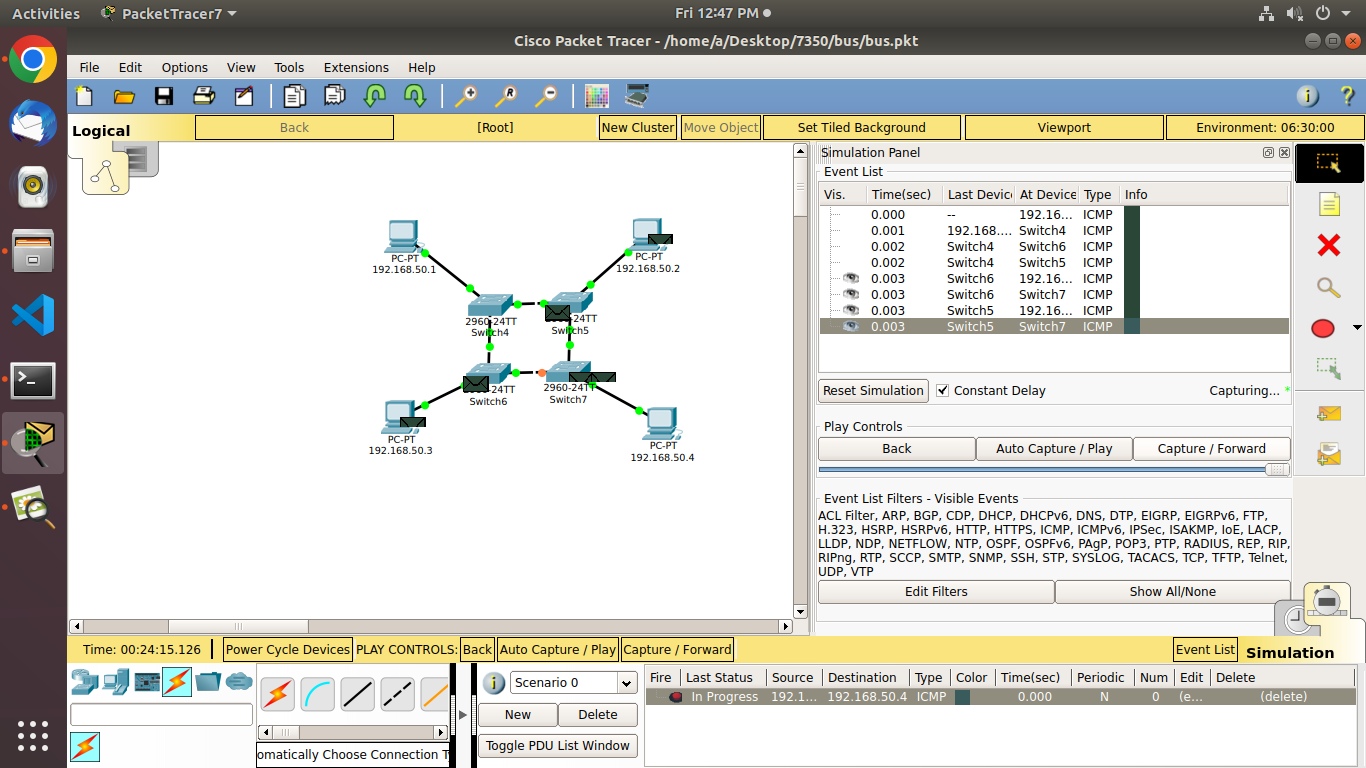 Activities PacketTracer7 Fri 12:47 PM
Cisco Packet Tracer - /home/a/Desktop/7350/bus/bus.pkt
File Edit Options View Tools Extensions Help
Logical Back [Root] New Cluster Move Object Set Tiled Background Viewport Environment: 06:30:00
Simulation Panel
Event List
Vis. Time(sec) Last Devic At Device Type Info
0.000 -- 192.16... ICMP
0.001 192.168.... Switch4 ICMP
0.002 Switch4 Switch6 ICMP
0.002 Switch4 Switch5 ICMP
0.003 Switch6 192.16... ICMP
0.003 Switch6 Switch7 ICMP
0.003 Switch5 192.16... ICMP
0.003 Switch5 Switch7 ICMP
Reset Simulation Constant Delay Capturing... *
Play Controls
Back Auto Capture / Play Capture / Forward
Event List Filters - Visible Events
ACL Filter, ARP, BGP, CDP, DHCP, DHCPv6, DNS, DTP, EIGRP, EIGRPv6, FTP,
H.323, HSRP, HSRPv6, HTTP, HTTPS, ICMP, ICMPv6, IPSec, ISAKMP, IoE, LACP,
LLDP, NDP, NETFLOW, NTP, OSPF, OSPFv6, PAgP, POP3, PTP, RADIUS, REP, RIP,
RIPng, RTP, SCCP, SMTP, SNMP, SSH, STP, SYSLOG, TACACS, TCP, TFTP, Telnet,
UDP, VTP
Edit Filters Show All/None
PC-PT
192.168.50.1
PC-PT
192.168.50.2
2960-24TT
Switch4
24TT
Switch5
24TT
Switch6
2960-24TT
Switch7
PC-PT
192.168.50.3
PC-PT
192.168.50.4
Time: 00:24:15.126 Power Cycle Devices PLAY CONTROLS: Back Auto Capture / Play Capture / Forward Event List Simulation
Scenario 0
New Delete
Toggle PDU List Window
Fire Last Status Source Destination Type Color Time(sec) Periodic Num Edit Delete
In Progress 192.1... 192.168.50.4 ICMP 0.000 N 0 (e... (delete)
omatically Choose Connection T